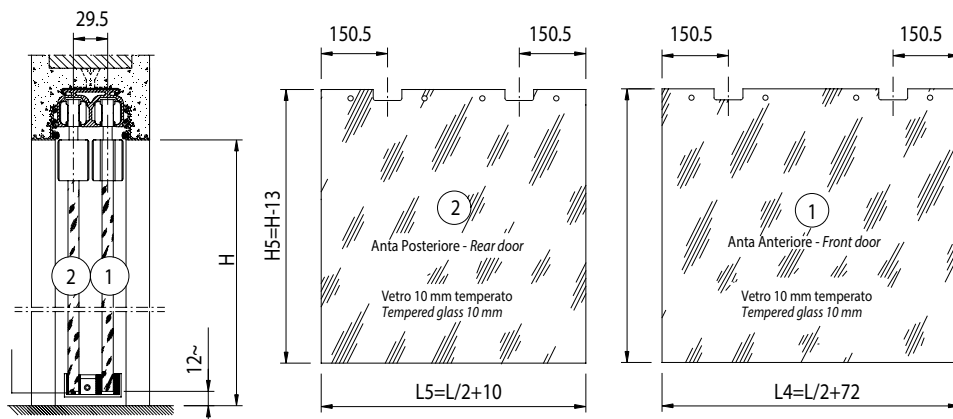 29.5
2
1
H
12~
150.5
150.5
H5=H-13
2
Anta Posteriore - Rear door
Vetro 10 mm temperato
Tempered glass 10 mm
L5=L/2+10
150.5
150.5
1
Anta Anteriore - Front door
Vetro 10 mm temperato
Tempered glass 10 mm
L4=L/2+72